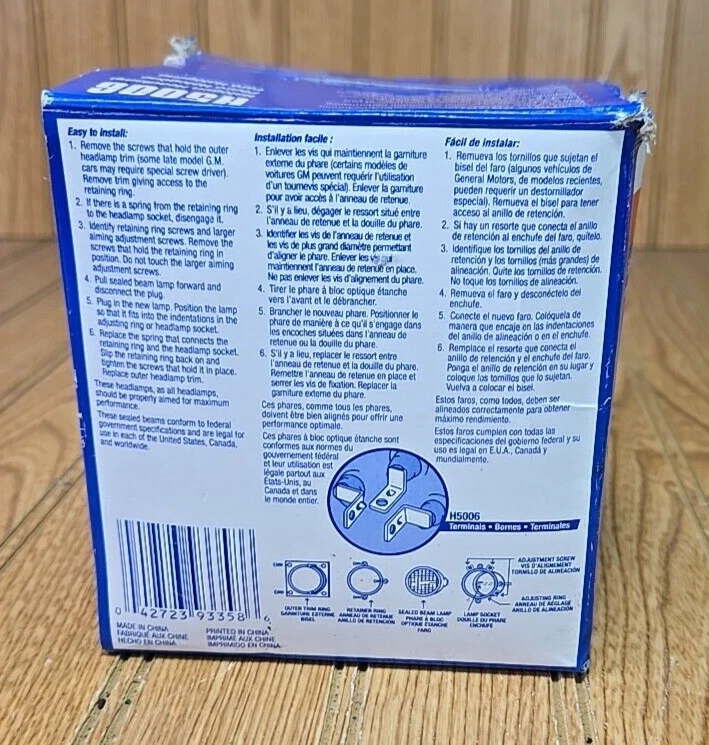 H5006
Easy to install:
1. Remove the screws that hold the outer
headlamp trim (some late model G.M.
cars may require special screw driver).
Remove trim giving access to the
retaining ring.
2. If there is a spring from the retaining ring
to the headlamp socket, disengage it.
3. Identify retaining ring screws and larger
aiming adjustment screws. Remove the
screws that hold the retaining ring in
position. Do not touch the larger aiming
adjustment screws.
4. Pull sealed beam lamp forward and
disconnect the plug.
5. Plug in the new lamp. Position the lamp
so that it fits into the indentations in the
adjusting ring or headlamp socket.
6. Replace the spring that connects the
retaining ring and the headlamp socket.
Slip the retaining ring back on and
tighten the screws that hold it in place.
Replace outer headlamp trim.
These headlamps, as all headlamps,
should be properly aimed for maximum
performance.
These sealed beams conform to federal
government specifications and are legal for
use in each of the United States, Canada,
and worldwide.
Installation facile :
1. Enlever les vis qui maintiennent la garniture
externe du phare (certains modèles de
voitures GM peuvent requérir l'utilisation
d'un tournevis spécial). Enlever la garniture
pour avoir accès à l'anneau de retenue.
2. S'il y a lieu, dégager le ressort situé entre
l'anneau de retenue et la douille du phare.
3. Identifier les vis de l'anneau de retenue et
les vis de plus grand diamètre permettant
d'aligner le phare. Enlever les vis qui
maintiennent l'anneau de retenue en place.
Ne pas enlever les vis d'alignement du phare.
4. Tirer le phare à bloc optique étanche
vers l'avant et le débrancher.
5. Brancher le nouveau phare. Positionner le
phare de manière à ce qu'il s'engage dans
les encoches situées dans l'anneau de
retenue ou la douille du phare.
6. S'il y a lieu, replacer le ressort entre
l'anneau de retenue et la douille du phare.
Remettre l'anneau de retenue en place et
serrer les vis de fixation. Replacer la
garniture externe du phare.
Ces phares, comme tous les phares,
doivent être bien alignés pour offrir une
performance optimale.
Ces phares à bloc optique étanche sont
conformes aux normes du
gouvernement fédéral
et leur utilisation est
légale partout aux
États-Unis, au
Canada et dans
le monde entier.
Fácil de instalar:
1. Remueva los tornillos que sujetan el
bisel del faro (algunos vehículos de
General Motors, de modelos recientes,
pueden requerir un destornillador
especial). Remueva el bisel para tener
acceso al anillo de retención.
2. Si hay un resorte que conecta el anillo
de retención al enchufe del faro, quítelo.
3. Identifique los tornillos del anillo de
retención y los tornillos (más grandes) de
alineación. Quite los tornillos de retención.
No toque los tornillos de alineación.
4. Remueva el faro y desconéctelo del
enchufe.
5. Conecte el nuevo faro. Colóquela de
manera que encaje en las indentaciones
del anillo de alineación o en el enchufe.
6. Remplace el resorte que conecta el
anillo de retención y el enchufe del faro.
Ponga el anillo de retención en su lugar y
coloque los tornillos que lo sujetan.
Vuelva a colocar el bisel.
Estos faros, como todos, deben ser
alineados correctamente para obtener
máximo rendimiento.
Estos faros cumplen con todas las
especificaciones del gobierno federal y su
uso es legal en E.U.A., Canadá y
mundialmente.
H5006
Terminals • Bornes • Terminales
OUTER TRIM RING
GARNITURE EXTERNE
BISEL
RETAINER RING
ANNEAU DE RETENUE
ANILLO DE RETENCIÓN
SEALED BEAM LAMP
PHARE À BLOC
OPTIQUE ÉTANCHE
FARO
LAMP SOCKET
DOUILLE DU PHARE
ENCHUFE
ADJUSTMENT SCREW
VIS D'ALIGNEMENT
TORNILLO DE ALINEACIÓN
ADJUSTING RING
ANNEAU DE RÉGLAGE
ANILLO DE ALINEACIÓN
0 42723 93358 6
MADE IN CHINA
FABRIQUÉ AUX CHINE
HECHO EN CHINA
PRINTED IN CHINA
IMPRIMÉ AUX CHINE
IMPRIMIDO EN CHINA